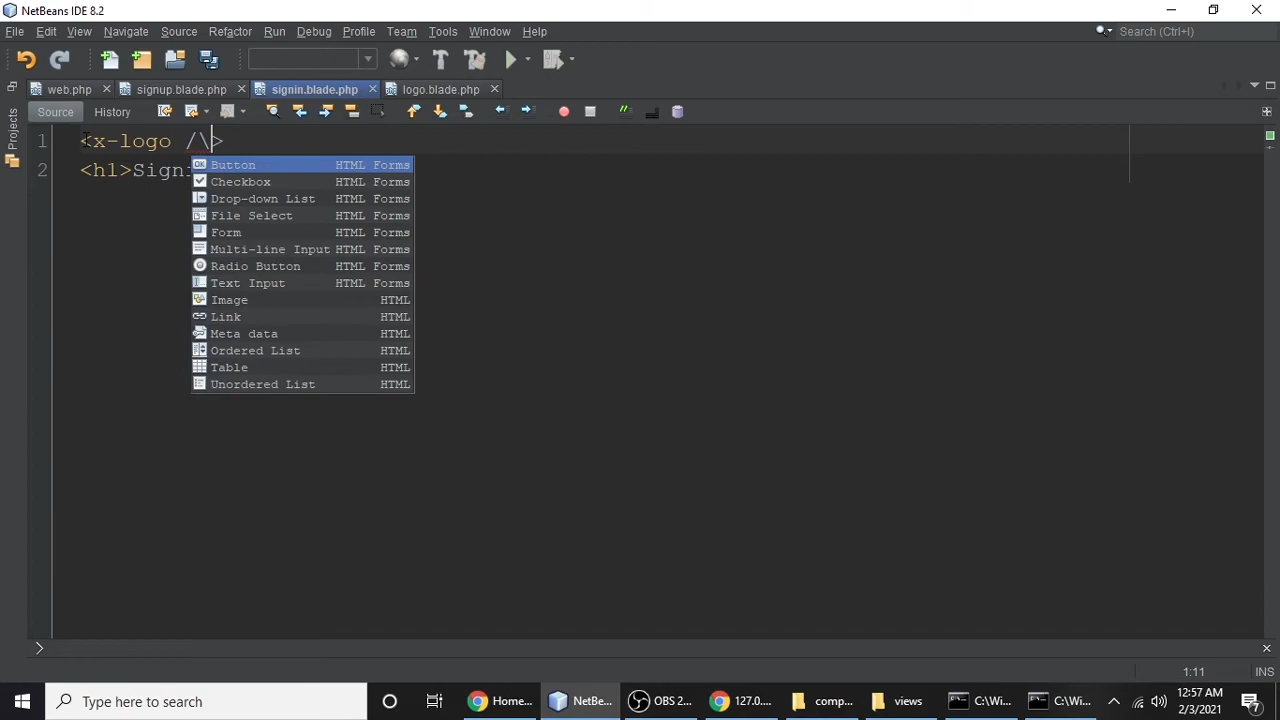 NetBeans IDE 8.2
File Edit View Navigate Source Refactor Run Debug Profile Team Tools Window Help
Search (Ctrl+I)
web.php signup.blade.php signin.blade.php logo.blade.php
Projects
Source History
1 <x-logo /\>
2 <h1>Sign
Button HTML Forms
Checkbox HTML Forms
Drop-down List HTML Forms
File Select HTML Forms
Form HTML Forms
Multi-line Input HTML Forms
Radio Button HTML Forms
Text Input HTML Forms
Image HTML
Link HTML
Meta data HTML
Ordered List HTML
Table HTML
Unordered List HTML
1:11 INS
Type here to search
Home...
NetBe...
OBS 2...
127.0....
comp...
views
C:\Wi...
C:\Wi...
12:57 AM
2/3/2021
7